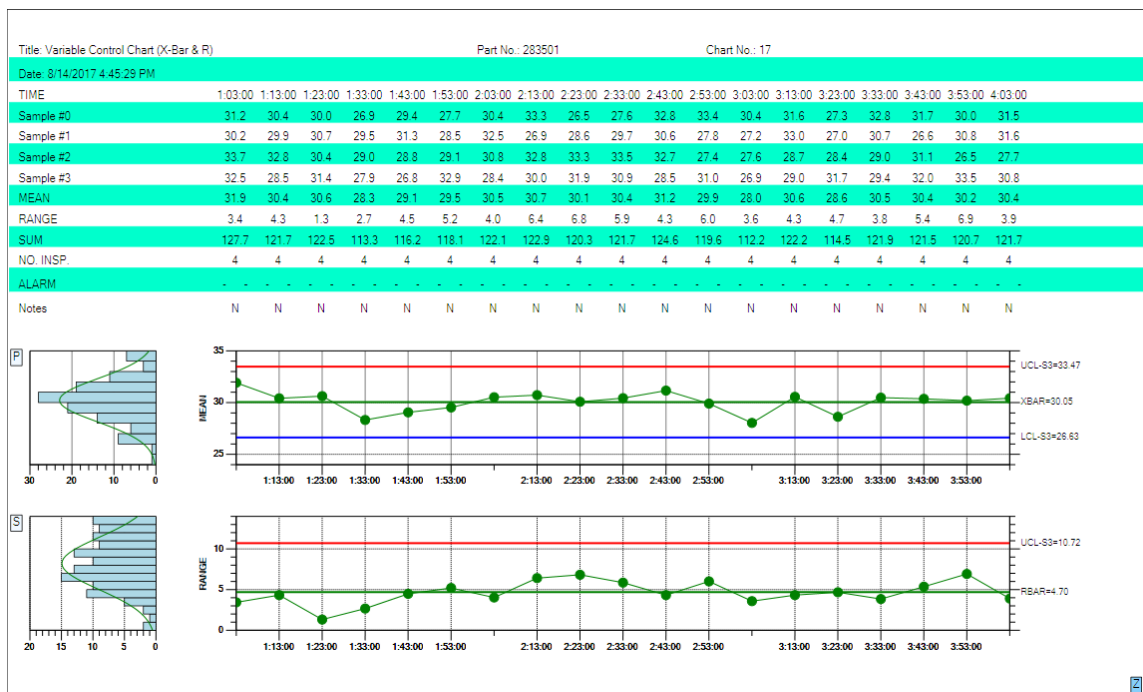 Title: Variable Control Chart (X-Bar & R) Part No.: 283501 Chart No.: 17
Date: 8/14/2017 4:45:29 PM
TIME 1:03:00 1:13:00 1:23:00 1:33:00 1:43:00 1:53:00 2:03:00 2:13:00 2:23:00 2:33:00 2:43:00 2:53:00 3:03:00 3:13:00 3:23:00 3:33:00 3:43:00 3:53:00 4:03:00
Sample #0 31.2 30.4 30.0 26.9 29.4 27.7 30.4 33.3 26.5 27.6 32.8 33.4 30.4 31.6 27.3 32.8 31.7 30.0 31.5
Sample #1 30.2 29.9 30.7 29.5 31.3 28.5 32.5 26.9 28.6 29.7 30.6 27.8 27.2 33.0 27.0 30.7 26.6 30.8 31.6
Sample #2 33.7 32.8 30.4 29.0 28.8 29.1 30.8 32.8 33.3 33.5 32.7 27.4 27.6 28.7 28.4 29.0 31.1 26.5 27.7
Sample #3 32.5 28.5 31.4 27.9 26.8 32.9 28.4 30.0 31.9 30.9 28.5 31.0 26.9 29.0 31.7 29.4 32.0 33.5 30.8
MEAN 31.9 30.4 30.6 28.3 29.1 29.5 30.5 30.7 30.1 30.4 31.2 29.9 28.0 30.6 28.6 30.5 30.4 30.2 30.4
RANGE 3.4 4.3 1.3 2.7 4.5 5.2 4.0 6.4 6.8 5.9 4.3 6.0 3.6 4.3 4.7 3.8 5.4 6.9 3.9
SUM 127.7 121.7 122.5 113.3 116.2 118.1 122.1 122.9 120.3 121.7 124.6 119.6 112.2 122.2 114.5 121.9 121.5 120.7 121.7
NO. INSP. 4 4 4 4 4 4 4 4 4 4 4 4 4 4 4 4 4 4 4
ALARM - - - - - - - - - - - - - - - - - - - - - - - - - - - - - - - - - - - - - -
Notes N N N N N N N N N N N N N N N N N N N
P
30 20 10 0
MEAN
35
30
25
UCL-S3=33.47
XBAR=30.05
LCL-S3=26.63
1:13:00 1:23:00 1:33:00 1:43:00 1:53:00 2:13:00 2:23:00 2:33:00 2:43:00 2:53:00 3:13:00 3:23:00 3:33:00 3:43:00 3:53:00
S
20 15 10 5 0
RANGE
10
5
0
UCL-S3=10.72
RBAR=4.70
1:13:00 1:23:00 1:33:00 1:43:00 1:53:00 2:13:00 2:23:00 2:33:00 2:43:00 2:53:00 3:13:00 3:23:00 3:33:00 3:43:00 3:53:00
Z